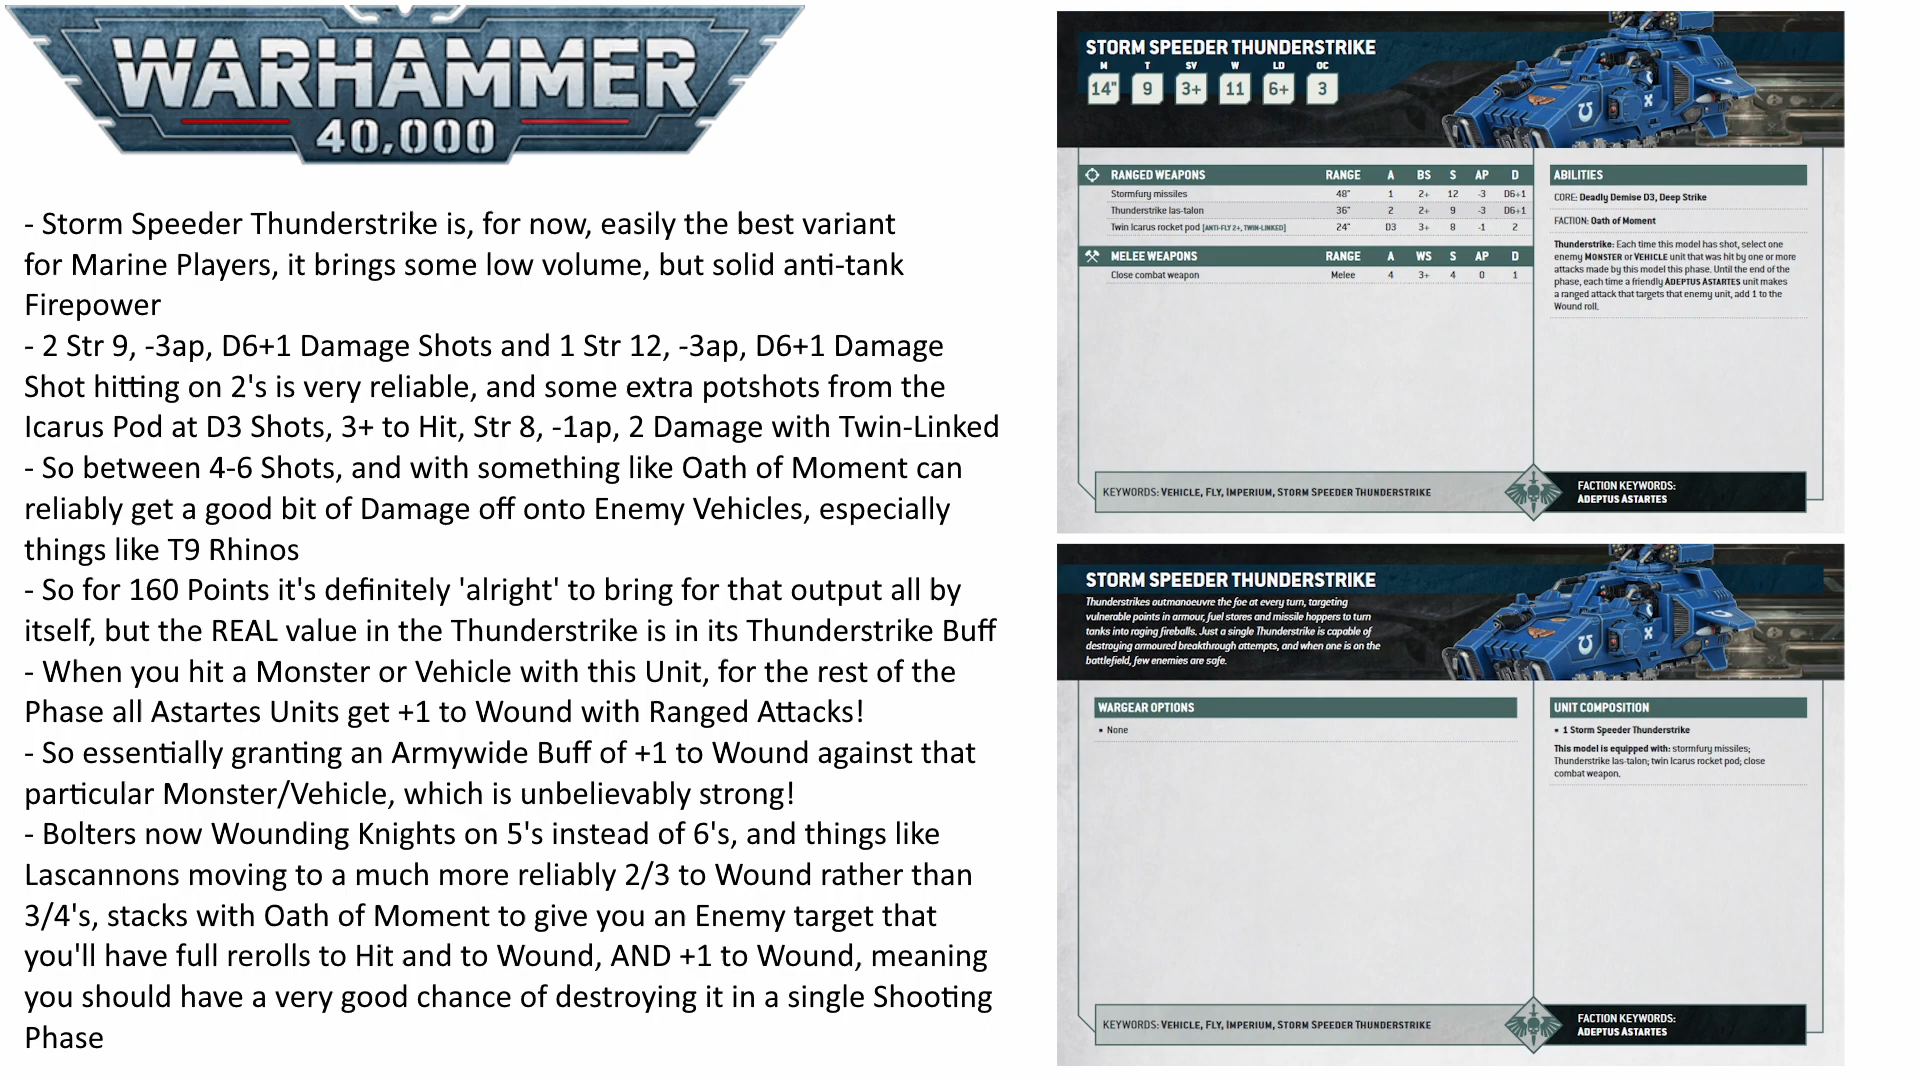 WARHAMMER
40,000
- Storm Speeder Thunderstrike is, for now, easily the best variant
for Marine Players, it brings some low volume, but solid anti-tank
Firepower
- 2 Str 9, -3ap, D6+1 Damage Shots and 1 Str 12, -3ap, D6+1 Damage
Shot hitting on 2's is very reliable, and some extra potshots from the
Icarus Pod at D3 Shots, 3+ to Hit, Str 8, -1ap, 2 Damage with Twin-Linked
- So between 4-6 Shots, and with something like Oath of Moment can
reliably get a good bit of Damage off onto Enemy Vehicles, especially
things like T9 Rhinos
- So for 160 Points it's definitely 'alright' to bring for that output all by
itself, but the REAL value in the Thunderstrike is in its Thunderstrike Buff
- When you hit a Monster or Vehicle with this Unit, for the rest of the
Phase all Astartes Units get +1 to Wound with Ranged Attacks!
- So essentially granting an Armywide Buff of +1 to Wound against that
particular Monster/Vehicle, which is unbelievably strong!
- Bolters now Wounding Knights on 5's instead of 6's, and things like
Lascannons moving to a much more reliably 2/3 to Wound rather than
3/4's, stacks with Oath of Moment to give you an Enemy target that
you'll have full rerolls to Hit and to Wound, AND +1 to Wound, meaning
you should have a very good chance of destroying it in a single Shooting
Phase
STORM SPEEDER THUNDERSTRIKE
M T SV W LD OC
14" 9 3+ 11 6+ 3
RANGED WEAPONS RANGE A BS S AP D
Stormfury missiles 48" 1 2+ 12 -3 D6+1
Thunderstrike las-talon 36" 2 2+ 9 -3 D6+1
Twin Icarus rocket pod [ANTI-FLY 2+, TWIN-LINKED] 24" D3 3+ 8 -1 2
MELEE WEAPONS RANGE A WS S AP D
Close combat weapon Melee 4 3+ 4 0 1
ABILITIES
CORE: Deadly Demise D3, Deep Strike
FACTION: Oath of Moment
Thunderstrike: Each time this model has shot, select one
enemy MONSTER or VEHICLE unit that was hit by one or more
attacks made by this model this phase. Until the end of the
phase, each time a friendly ADEPTUS ASTARTES unit makes
a ranged attack that targets that enemy unit, add 1 to the
Wound roll.
KEYWORDS: VEHICLE, FLY, IMPERIUM, STORM SPEEDER THUNDERSTRIKE
FACTION KEYWORDS:
ADEPTUS ASTARTES
STORM SPEEDER THUNDERSTRIKE
Thunderstrikes outmanoeuvre the foe at every turn, targeting
vulnerable points in armour, fuel stores and missile hoppers to turn
tanks into raging fireballs. Just a single Thunderstrike is capable of
destroying armoured breakthrough attempts, and when one is on the
battlefield, few enemies are safe.
WARGEAR OPTIONS
▪ None
UNIT COMPOSITION
▪ 1 Storm Speeder Thunderstrike
This model is equipped with: stormfury missiles;
Thunderstrike las-talon; twin Icarus rocket pod; close
combat weapon.
KEYWORDS: VEHICLE, FLY, IMPERIUM, STORM SPEEDER THUNDERSTRIKE
FACTION KEYWORDS:
ADEPTUS ASTARTES